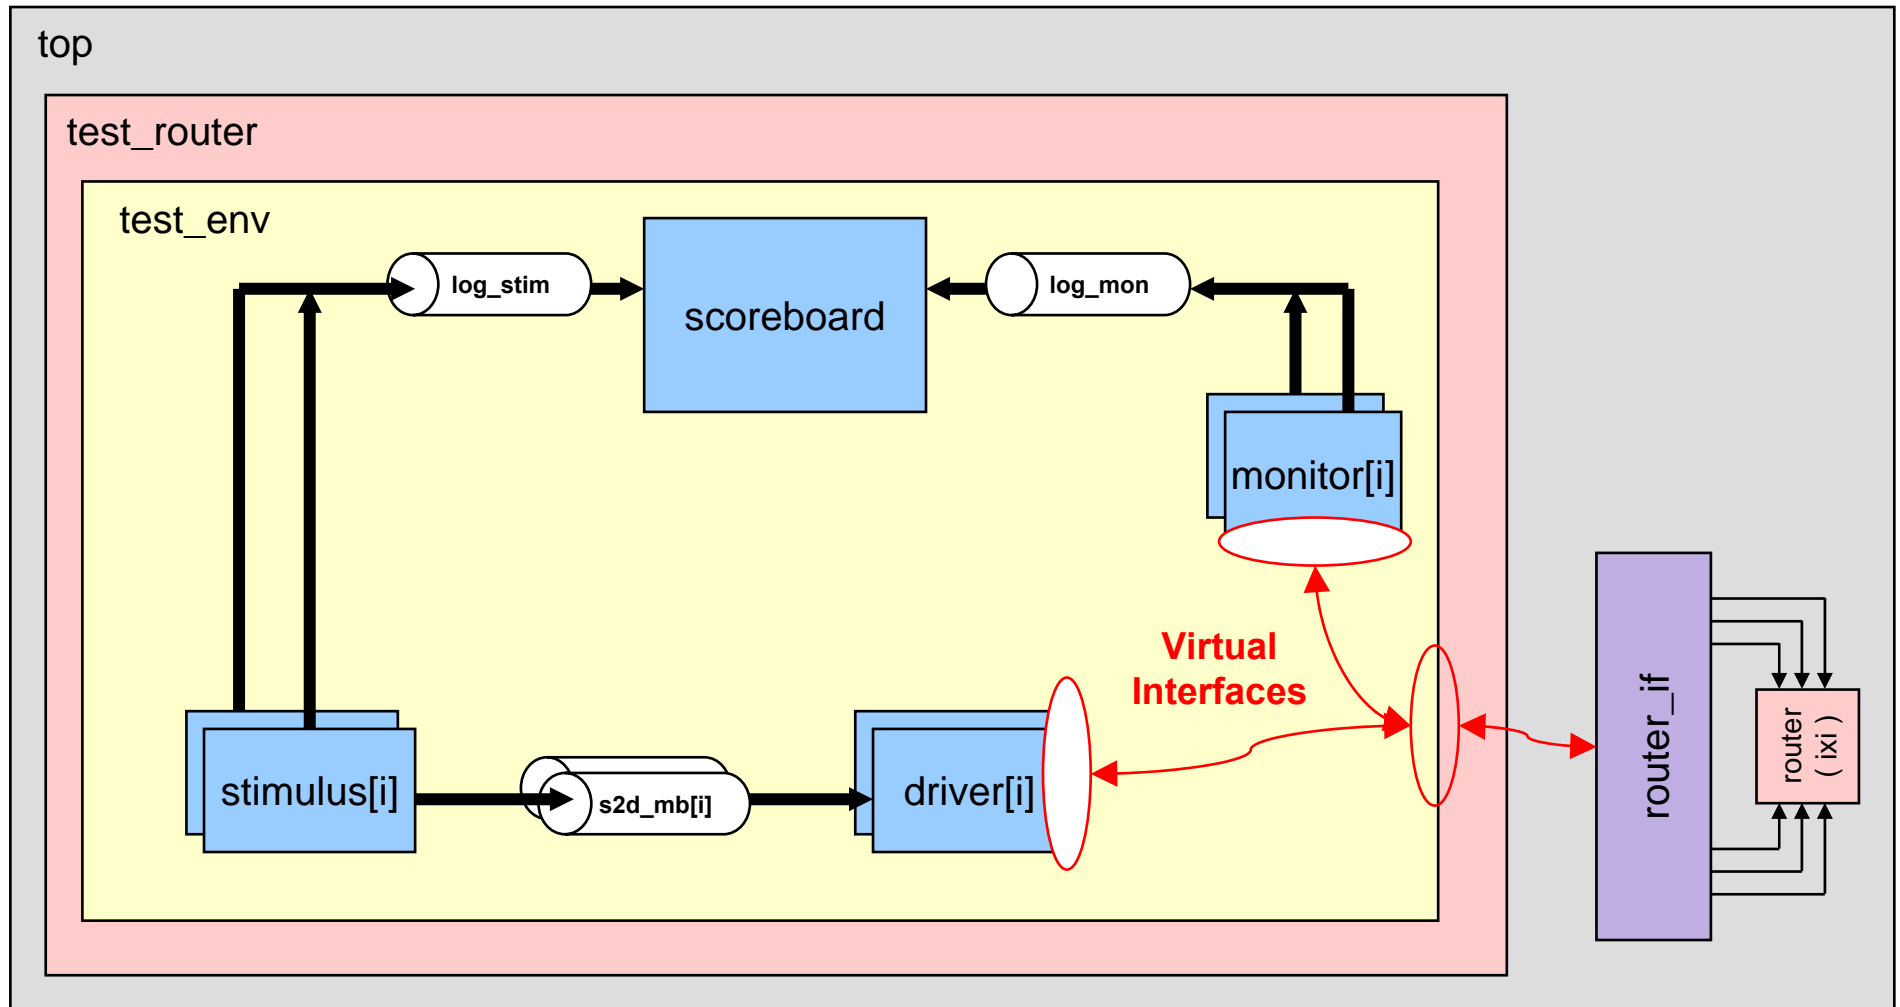 top
test_router
test_env
log_stim
scoreboard
log_mon
monitor[i]
Virtual
Interfaces
stimulus[i]
s2d_mb[i]
driver[i]
router_if
router
( ixi )